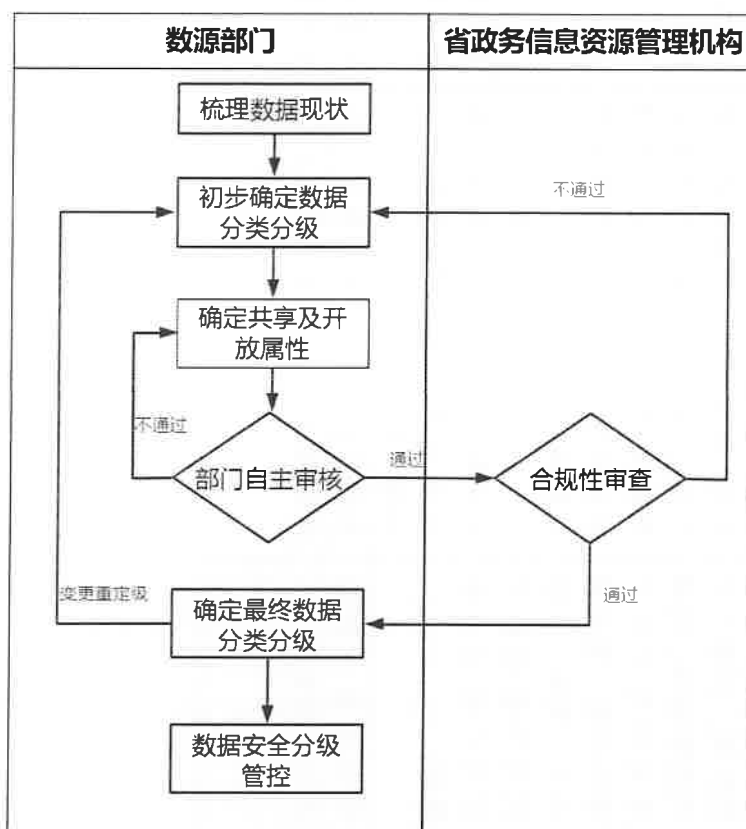 数源部门
省政务信息资源管理机构
梳理数据现状
初步确定数据
分类分级
不通过
确定共享及开
放属性
不通过
部门自主审核
通过
合规性审查
变更重定级
确定最终数据
分类分级
通过
数据安全分级
管控